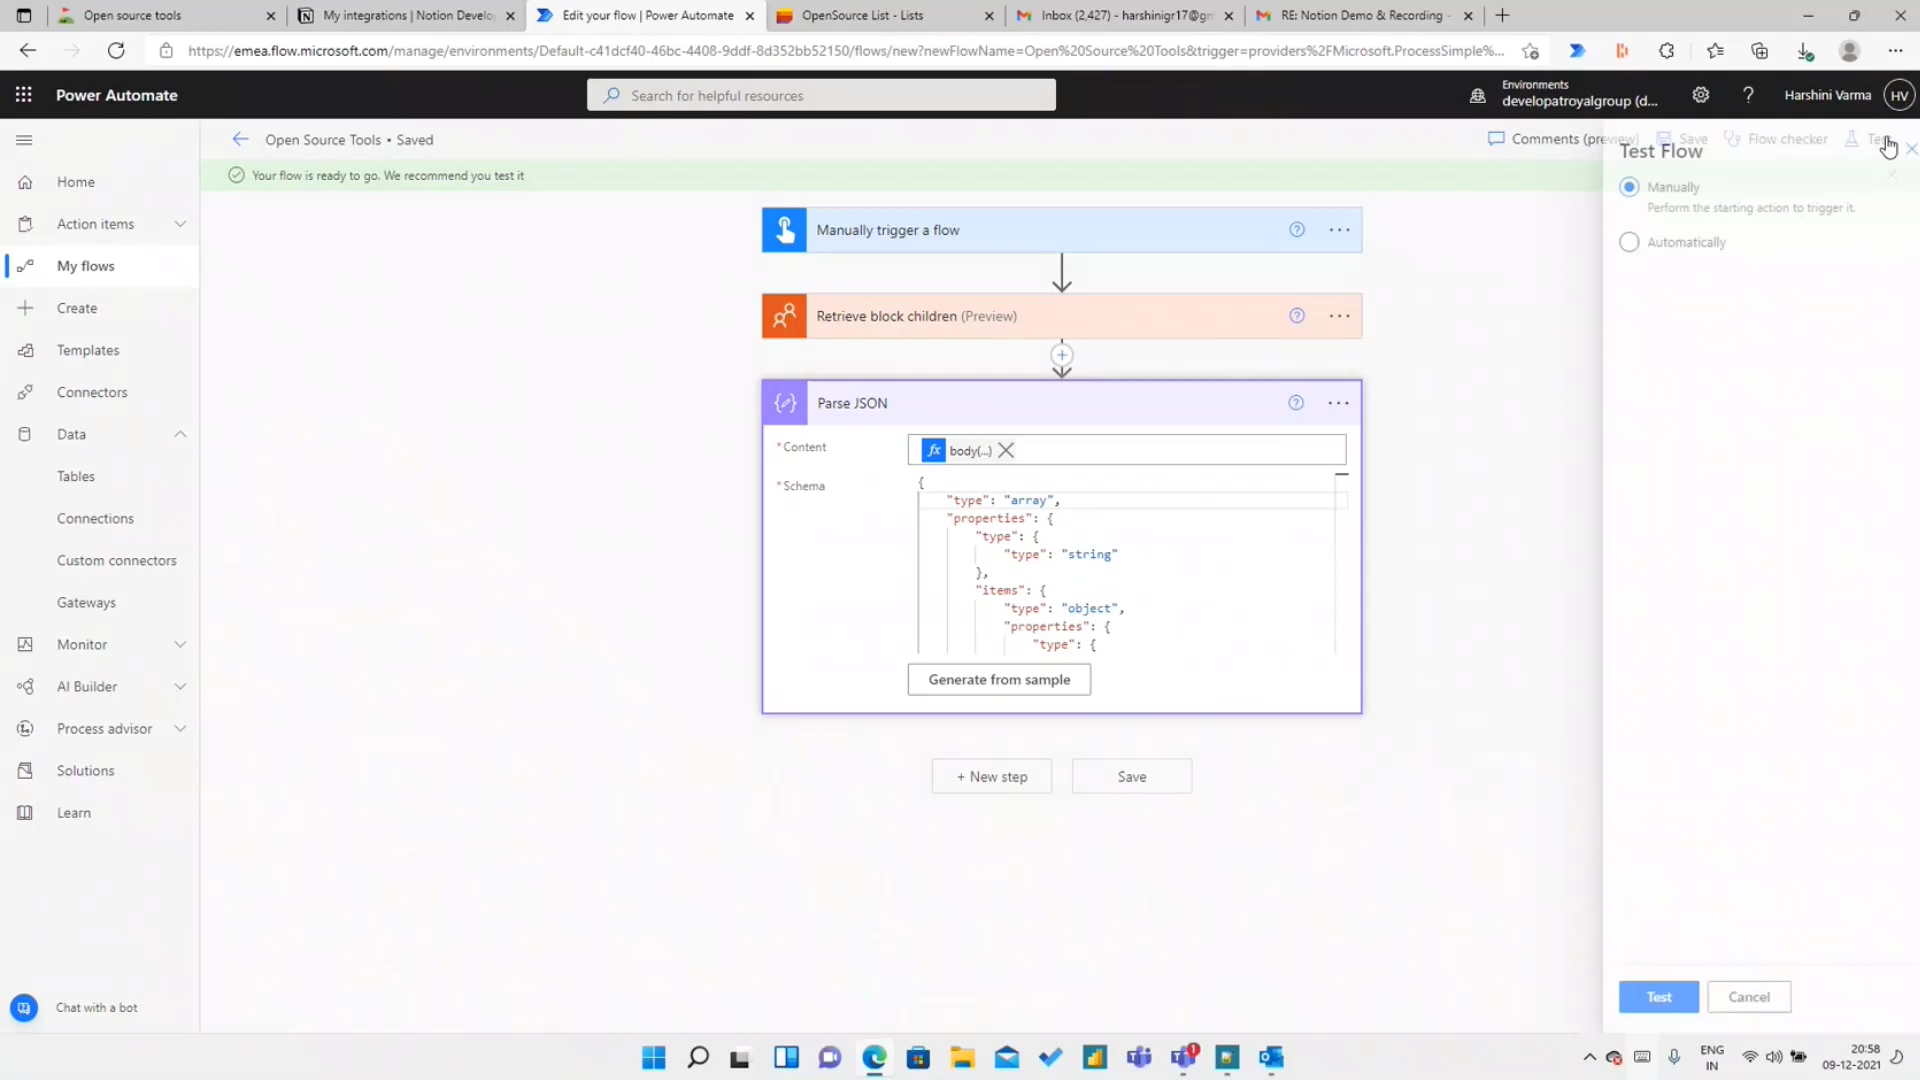 Open source tools
My integrations | Notion Develo
Edit your flow | Power Automate
OpenSource List - Lists
Inbox (2,427) - harshinigr17@gm
RE: Notion Demo & Recording -
https://emea.flow.microsoft.com/manage/environments/Default-c41dcf40-46bc-4408-9ddf-8d352bb52150/flows/new?newFlowName=Open%20Source%20Tools&trigger=providers%2FMicrosoft.ProcessSimple%...
Power Automate
Search for helpful resources
Environments
developatroyalgroup (d...
?
Harshini Varma
HV
Open Source Tools • Saved
Comments (preview)
Save
Flow checker
Your flow is ready to go. We recommend you test it
Home
Action items
My flows
Create
Templates
Connectors
Data
Tables
Connections
Custom connectors
Gateways
Monitor
AI Builder
Process advisor
Solutions
Learn
Chat with a bot
Manually trigger a flow
Retrieve block children (Preview)
Parse JSON
* Content
fx body(...)
* Schema
{
"type": "array",
"properties": {
"type": {
"type": "string"
},
"items": {
"type": "object",
"properties": {
"type": {
Generate from sample
+ New step
Save
Test Flow
Manually
Perform the starting action to trigger it.
Automatically
Test
Cancel
1
ENG
IN
20:58
09-12-2021